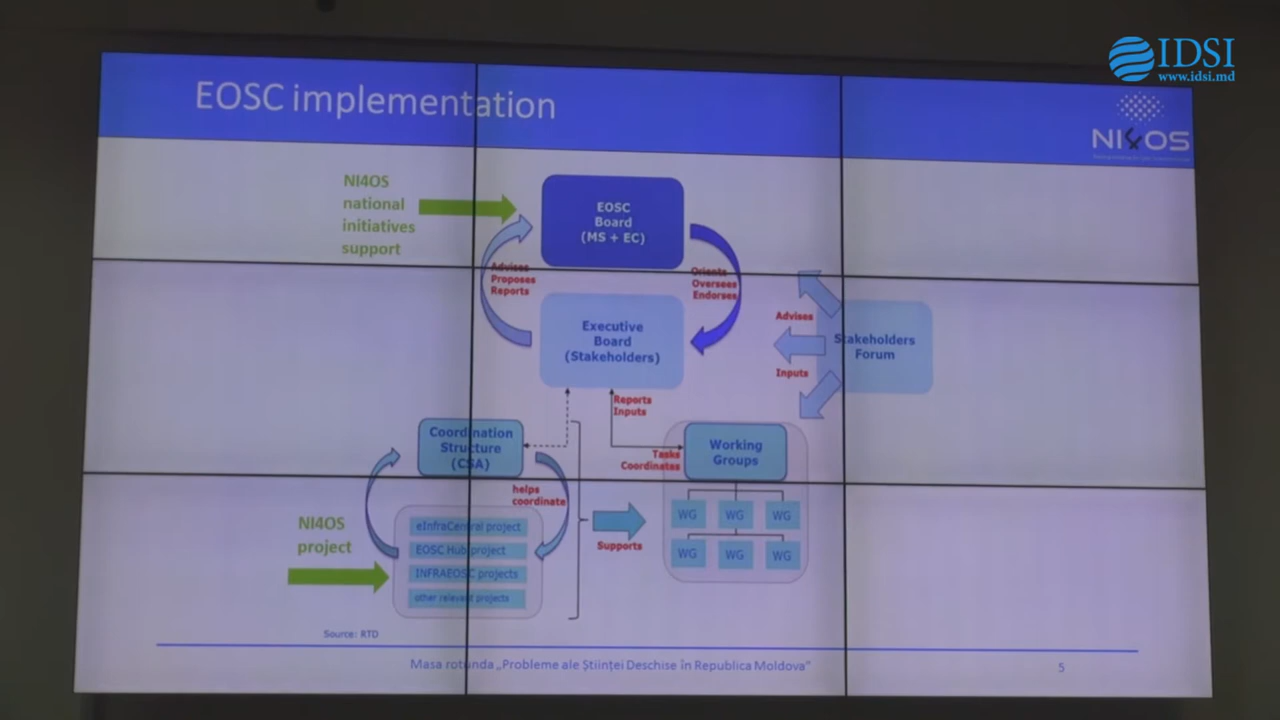 IDSI
www.idsi.md
EOSC implementation
NI4OS
NI4OS
national
initiatives
support
EOSC
Board
(MS + EC)
Advises
Proposes
Reports
Orients
Oversees
Endorses
Executive
Board
(Stakeholders)
Advises
Inputs
Stakeholders
Forum
Reports
Inputs
Coordination
Structure
(CSA)
Tasks
Coordinates
Working
Groups
helps
coordinate
WG WG WG
WG WG WG
NI4OS
project
eInfraCentral project
EOSC Hub project
INFRAEOSC projects
other relevant projects
Supports
Source: RTD
Masa rotunda „Probleme ale Științei Deschise în Republica Moldova”
5